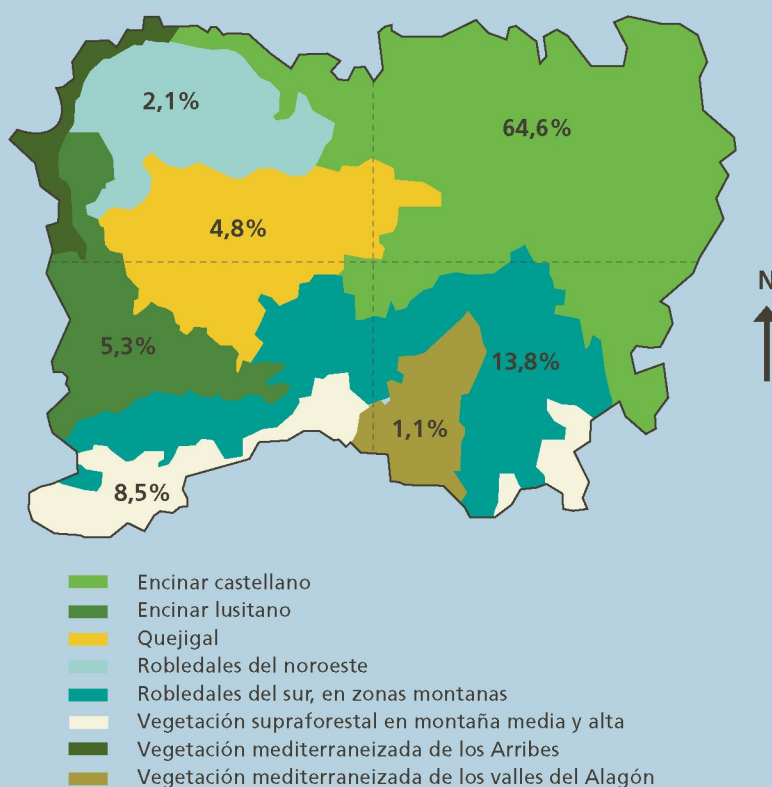 2,1%
64,6%
4,8%
N
5,3%
13,8%
1,1%
8,5%
Encinar castellano
Encinar lusitano
Quejigal
Robledales del noroeste
Robledales del sur, en zonas montanas
Vegetación supraforestal en montaña media y alta
Vegetación mediterraneizada de los Arribes
Vegetación mediterraneizada de los valles del Alagón